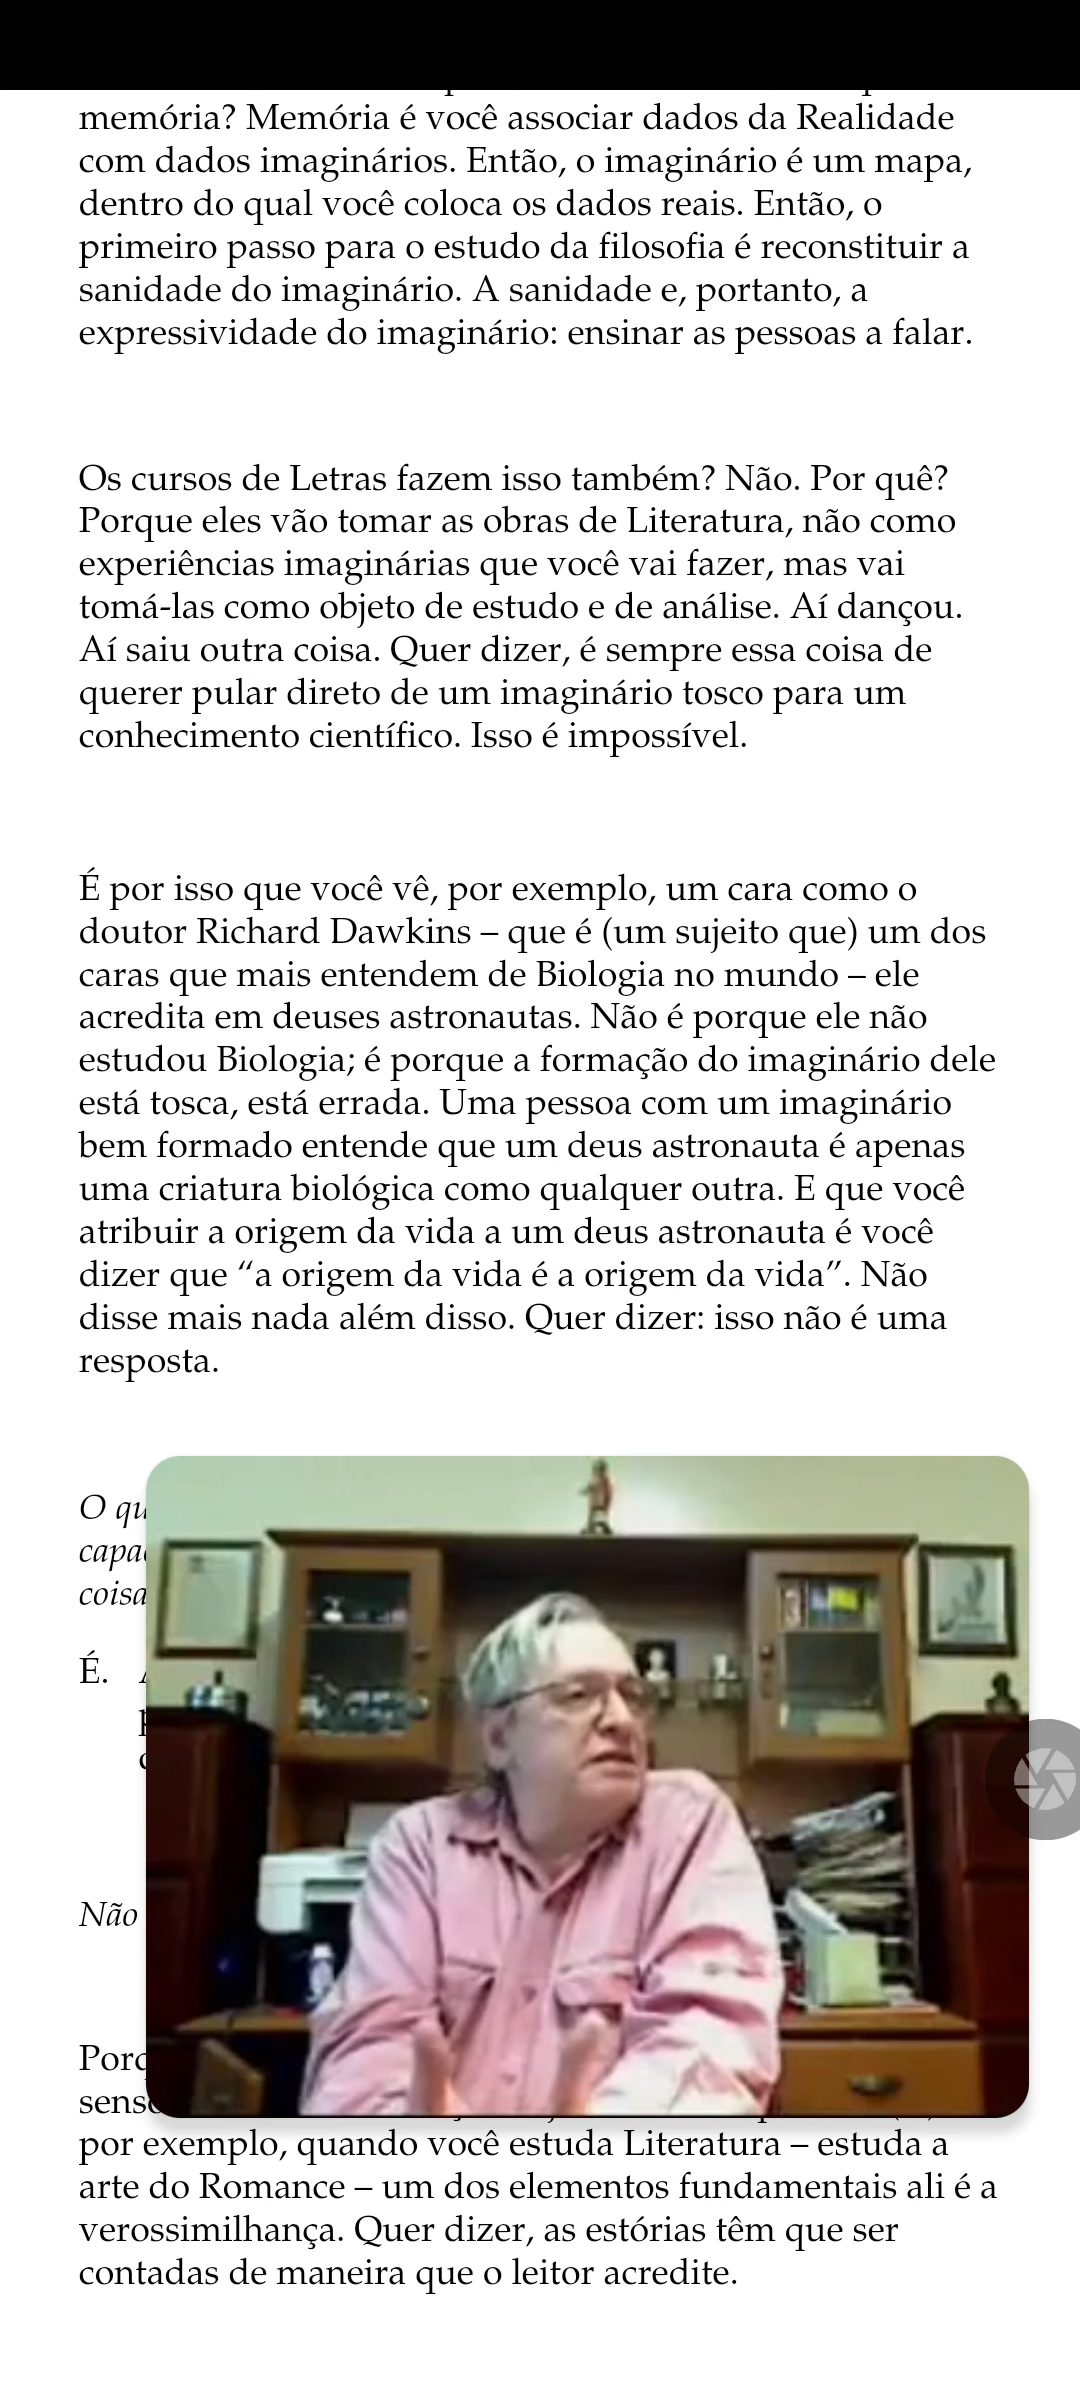 memória? Memória é você associar dados da Realidade
com dados imaginários. Então, o imaginário é um mapa,
dentro do qual você coloca os dados reais. Então, o
primeiro passo para o estudo da filosofia é reconstituir a
sanidade do imaginário. A sanidade e, portanto, a
expressividade do imaginário: ensinar as pessoas a falar.
Os cursos de Letras fazem isso também? Não. Por quê?
Porque eles vão tomar as obras de Literatura, não como
experiências imaginárias que você vai fazer, mas vai
tomá-las como objeto de estudo e de análise. Aí dançou.
Aí saiu outra coisa. Quer dizer, é sempre essa coisa de
querer pular direto de um imaginário tosco para um
conhecimento científico. Isso é impossível.
É por isso que você vê, por exemplo, um cara como o
doutor Richard Dawkins – que é (um sujeito que) um dos
caras que mais entendem de Biologia no mundo – ele
acredita em deuses astronautas. Não é porque ele não
estudou Biologia; é porque a formação do imaginário dele
está tosca, está errada. Uma pessoa com um imaginário
bem formado entende que um deus astronauta é apenas
uma criatura biológica como qualquer outra. E que você
atribuir a origem da vida a um deus astronauta é você
dizer que “a origem da vida é a origem da vida”. Não
disse mais nada além disso. Quer dizer: isso não é uma
resposta.
O
É.
Não
por exemplo, quando você estuda Literatura – estuda a
arte do Romance – um dos elementos fundamentais ali é a
verossimilhança. Quer dizer, as estórias têm que ser
contadas de maneira que o leitor acredite.